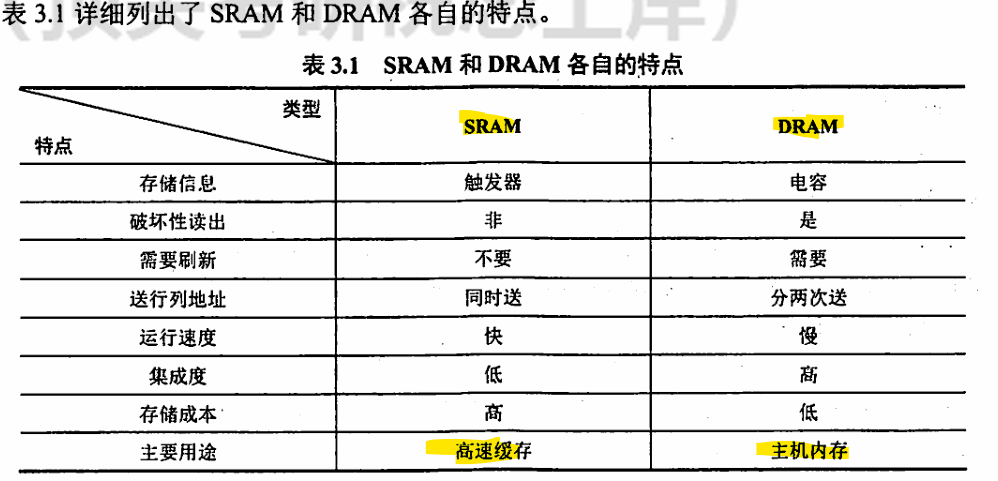 表 3.1 详细列出了 SRAM 和 DRAM 各自的特点。
表 3.1 SRAM 和 DRAM 各自的特点
类型
特点
SRAM
DRAM
存储信息 触发器 电容
破坏性读出 非 是
需要刷新 不要 需要
送行列地址 同时送 分两次送
运行速度 快 慢
集成度 低 高
存储成本 高 低
主要用途 高速缓存 主机内存